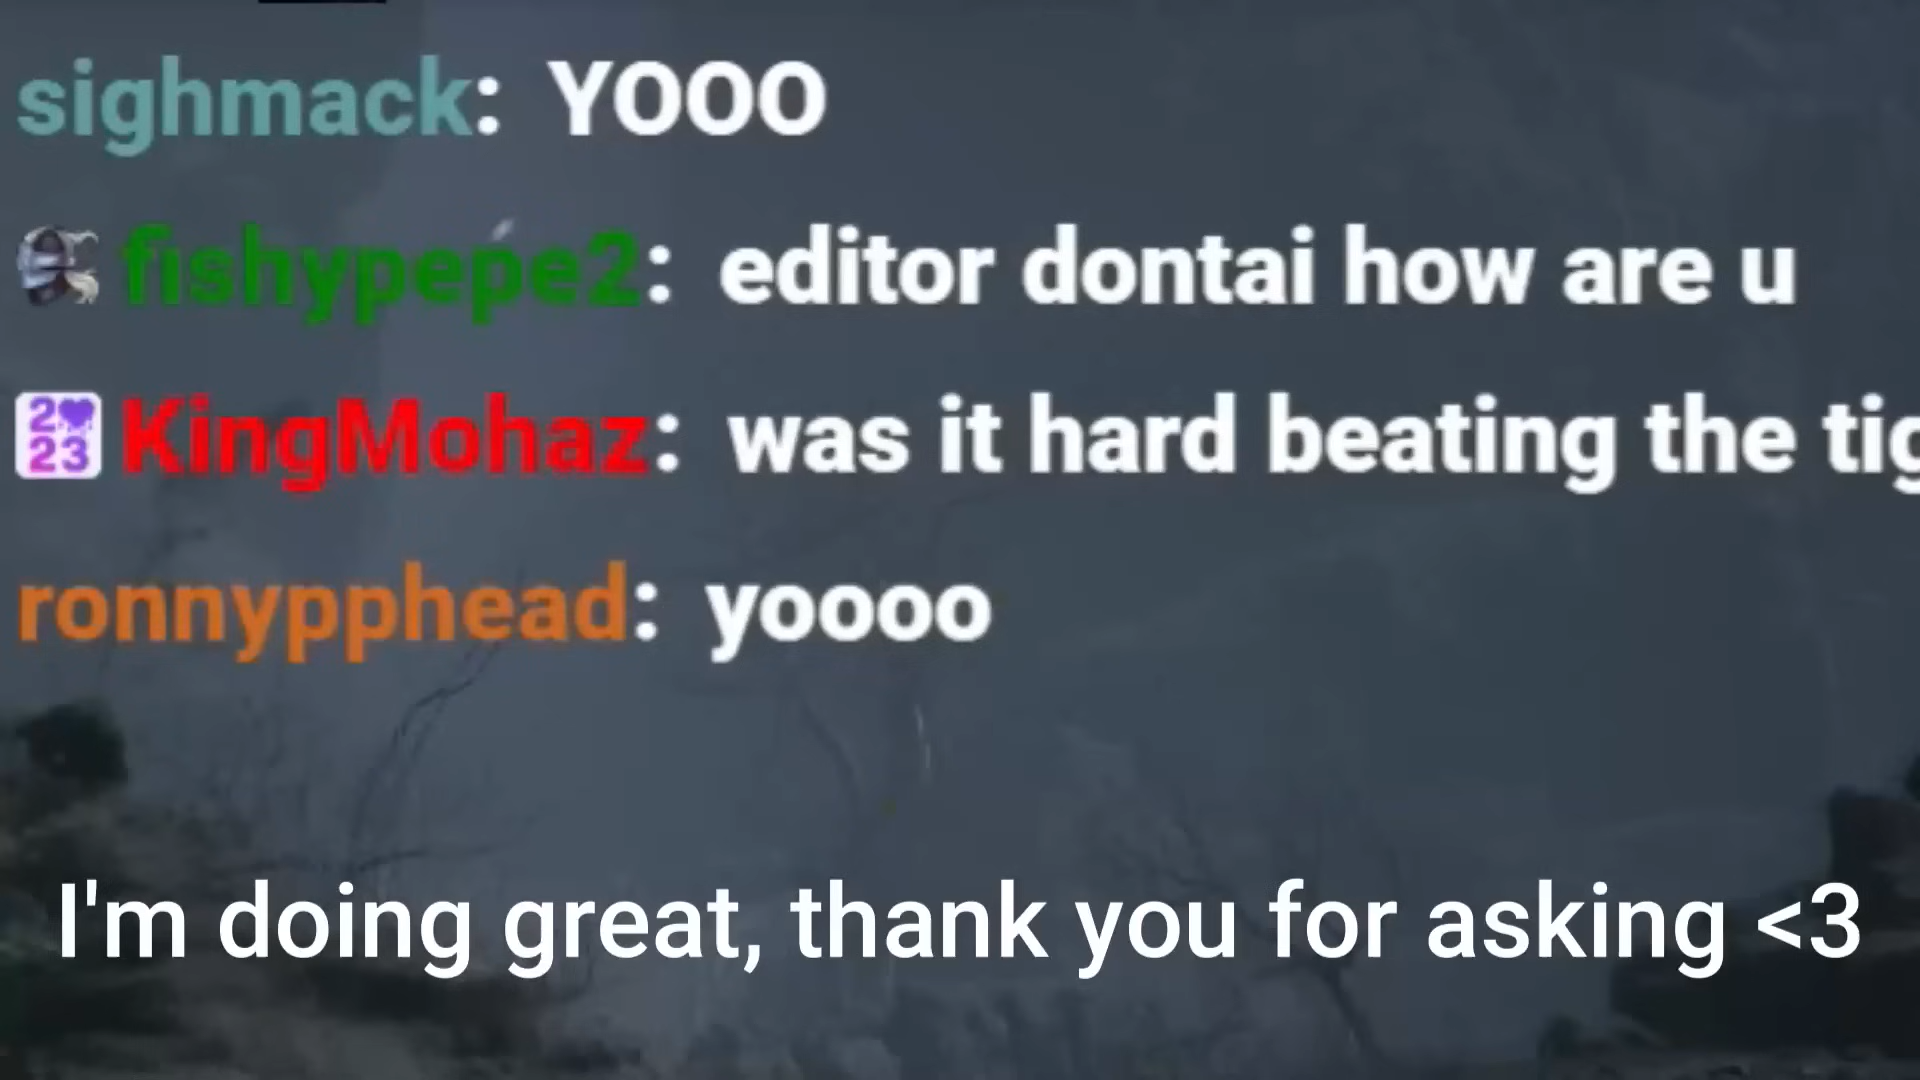 sighmack: YOOO
fishypepe2: editor dontai how are u
2023 KingMohaz: was it hard beating the
ronnypphead: yoooo
I'm doing great, thank you for asking <3